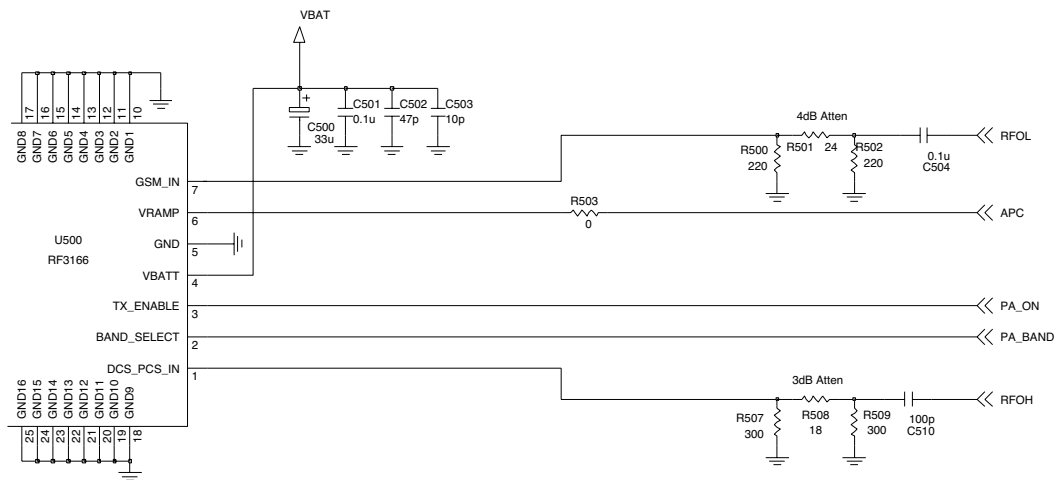 VBAT
17
16
15
14
13
12
11
10
GND8
GND7
GND6
GND5
GND4
GND3
GND2
GND1
+
C500
33u
C501
0.1u
C502
47p
C503
10p
4dB Atten
R500
220
R501
24
R502
220
0.1u
C504
RFOL
GSM_IN
7
VRAMP
6
R503
0
APC
GND
5
U500
RF3166
VBATT
4
TX_ENABLE
3
PA_ON
BAND_SELECT
2
PA_BAND
DCS_PCS_IN
1
3dB Atten
R507
300
R508
18
R509
300
100p
C510
RFOH
GND16
GND15
GND14
GND13
GND12
GND11
GND10
GND9
25
24
23
22
21
20
19
18